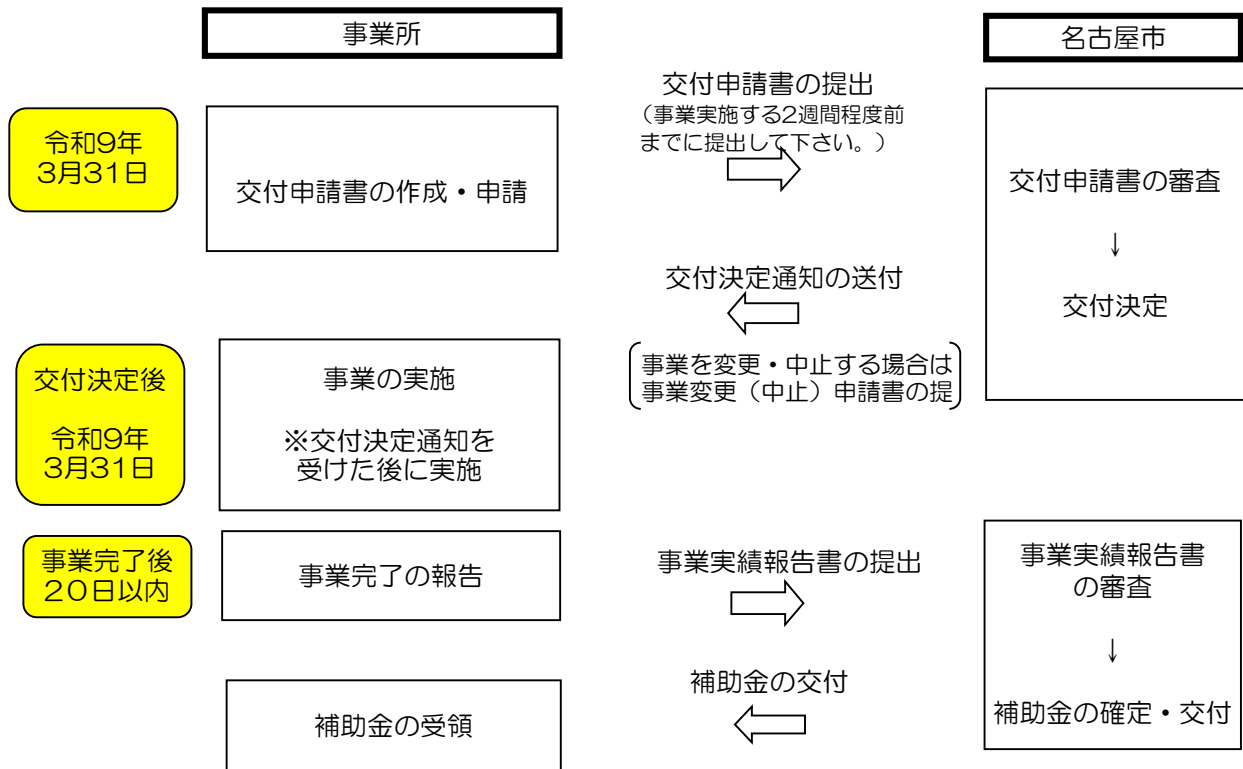 事業所
名古屋市
交付申請書の提出
（事業実施する2週間程度前
までに提出して下さい。）
令和9年
3月31日
交付申請書の作成・申請
交付申請書の審査
↓
交付決定
交付決定通知の送付
事業を変更・中止する場合は
事業変更（中止）申請書の提
交付決定後
令和9年
3月31日
事業の実施
※交付決定通知を
受けた後に実施
事業完了後
20日以内
事業完了の報告
事業実績報告書の提出
事業実績報告書
の審査
↓
補助金の確定・交付
補助金の交付
補助金の受領